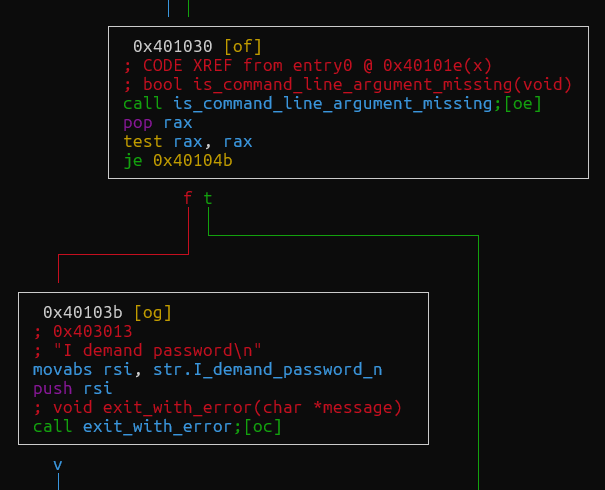 0x401030 [of]
; CODE XREF from entry0 @ 0x40101e(x)
; bool is_command_line_argument_missing(void)
call is_command_line_argument_missing;[oe]
pop rax
test rax, rax
je 0x40104b
f t
0x40103b [og]
; 0x403013
; "I demand password\n"
movabs rsi, str.I_demand_password_n
push rsi
; void exit_with_error(char *message)
call exit_with_error;[oc]
v